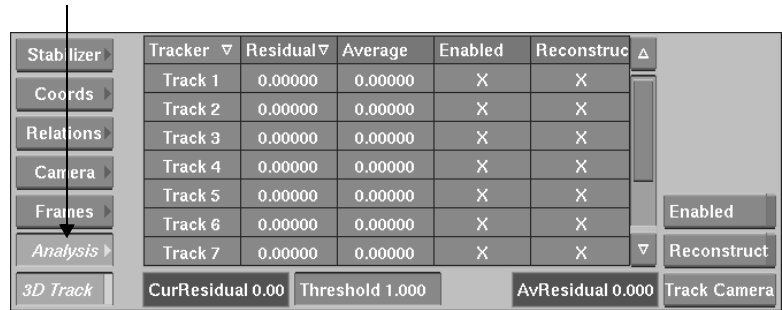 Stabilizer
Coords
Relations
Camera
Frames
Analysis
3D Track
Tracker Residual Average Enabled Reconstruc
Track 1 0.00000 0.00000 X X
Track 2 0.00000 0.00000 X X
Track 3 0.00000 0.00000 X X
Track 4 0.00000 0.00000 X X
Track 5 0.00000 0.00000 X X
Track 6 0.00000 0.00000 X X
Track 7 0.00000 0.00000 X X
CurResidual 0.00 Threshold 1.000 AvResidual 0.000
Enabled
Reconstruct
Track Camera